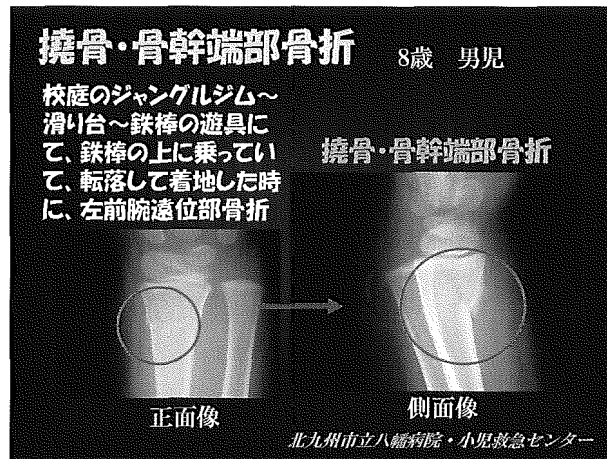 撓骨・骨幹端部骨折
8歳 男児
校庭のジャングルジム～
滑り台～鉄棒の遊具に
て、鉄棒の上に乗ってい
て、転落して着地した時
に、左前腕遠位部骨折
撓骨・骨幹端部骨折
正面像
側面像
北九州市立八幡病院・小児救急センター